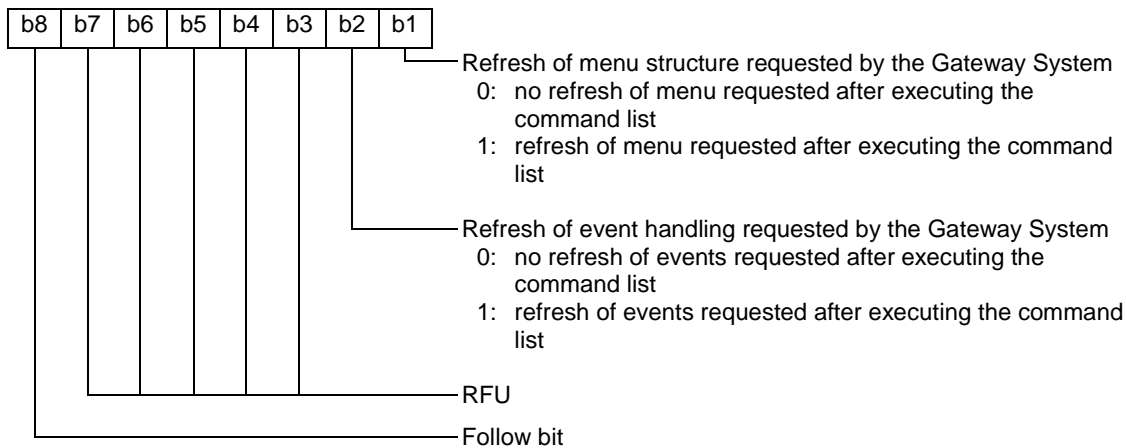 b8 b7 b6 b5 b4 b3 b2 b1
Refresh of menu structure requested by the Gateway System
0: no refresh of menu requested after executing the
command list
1: refresh of menu requested after executing the command
list
Refresh of event handling requested by the Gateway System
0: no refresh of events requested after executing the
command list
1: refresh of events requested after executing the command
list
RFU
Follow bit